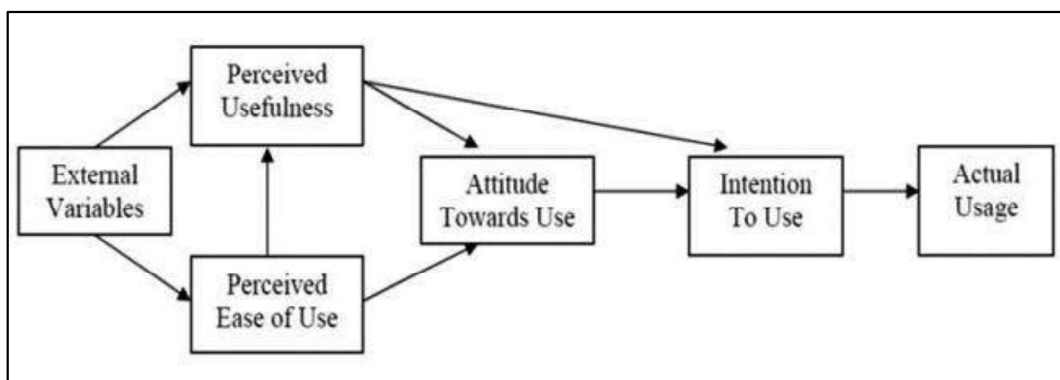 Perceived
Usefulness
External
Variables
Perceived
Ease of Use
Attitude
Towards Use
Intention
To Use
Actual
Usage